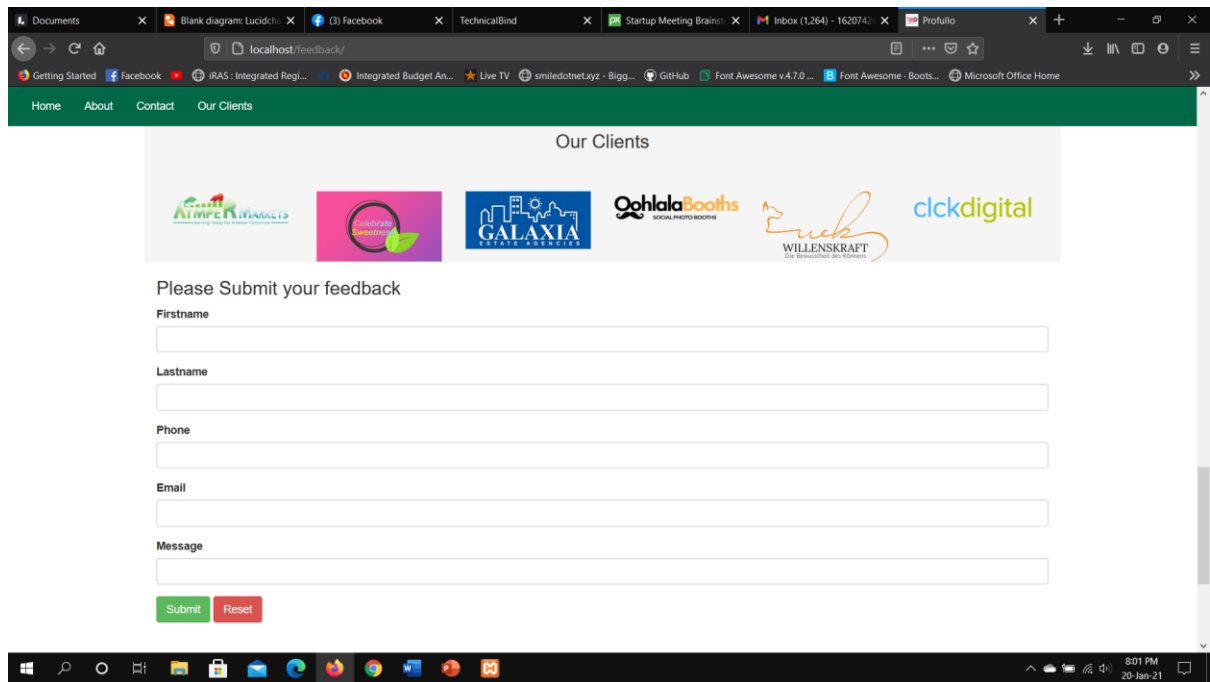 Documents
Blank diagram: Lucidcha
(3) Facebook
TechnicalBind
Startup Meeting Brainst
Inbox (1,264) - 1620742
Profullo
localhost/feedback/
Getting Started
Facebook
iRAS : Integrated Regi...
Integrated Budget An...
Live TV
smiledotnet.xyz - Bigg...
GitHub
Font Awesome v.4.7.0 ...
Font Awesome · Boots...
Microsoft Office Home
Home About Contact Our Clients
Our Clients
MARKETS
Celebrate
Sweetness
GALAXIA
ESTATE AGENCIES
OohlalaBooths
SOCIAL PHOTO BOOTHS
WILLENSKRAFT
Die Bewusstheit des Könnens
clckdigital
Please Submit your feedback
Firstname
Lastname
Phone
Email
Message
Submit Reset
8:01 PM
20-Jan-21